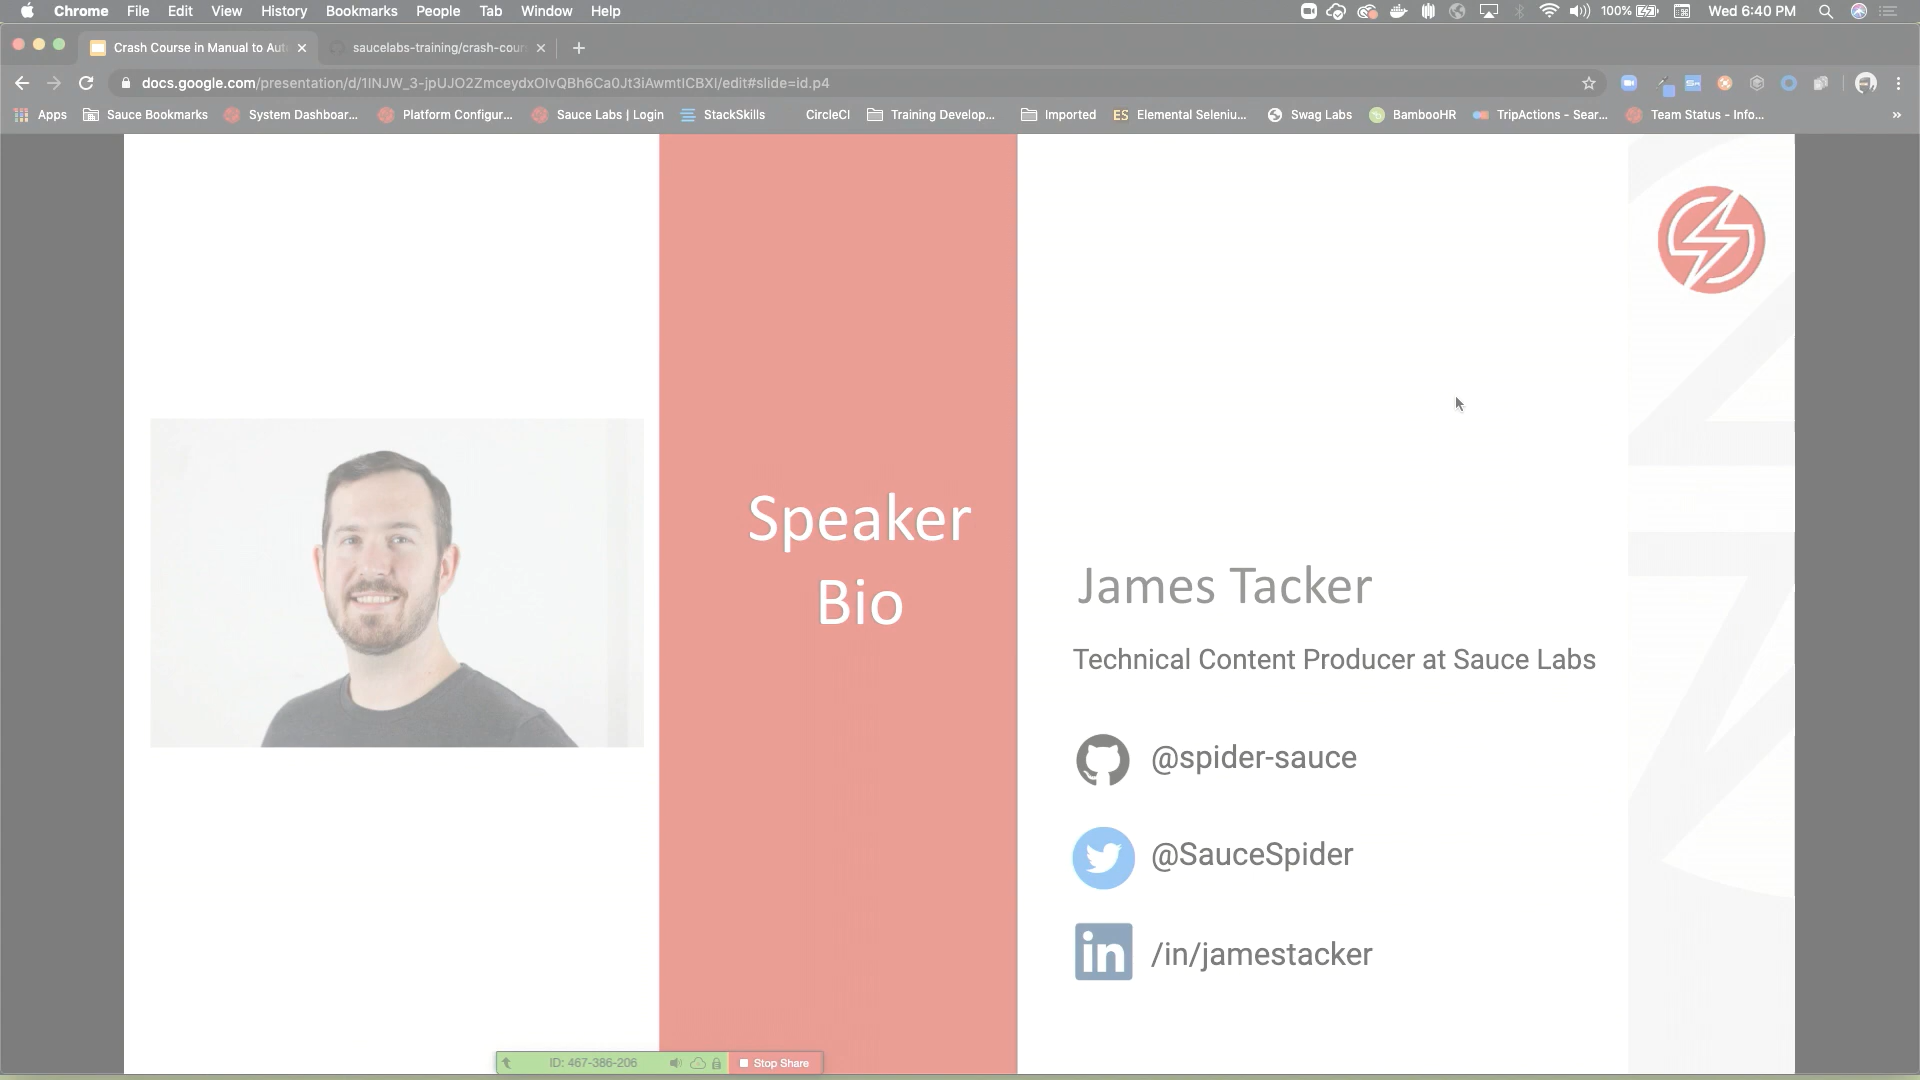 Chrome File Edit View History Bookmarks People Tab Window Help 100% Wed 6:40 PM
Crash Course in Manual to Aut saucelabs-training/crash-cour
docs.google.com/presentation/d/1INJW_3-jpUJO2ZmceydxOlvQBh6Ca0Jt3iAwmtICBXI/edit#slide=id.p4
Apps Sauce Bookmarks System Dashboar... Platform Configur... Sauce Labs | Login StackSkills CircleCI Training Develop... Imported ES Elemental Seleniu... Swag Labs BambooHR TripActions - Sear... Team Status - Info... »
Speaker
Bio
James Tacker
Technical Content Producer at Sauce Labs
@spider-sauce
@SauceSpider
in /in/jamestacker
ID: 467-386-206 Stop Share